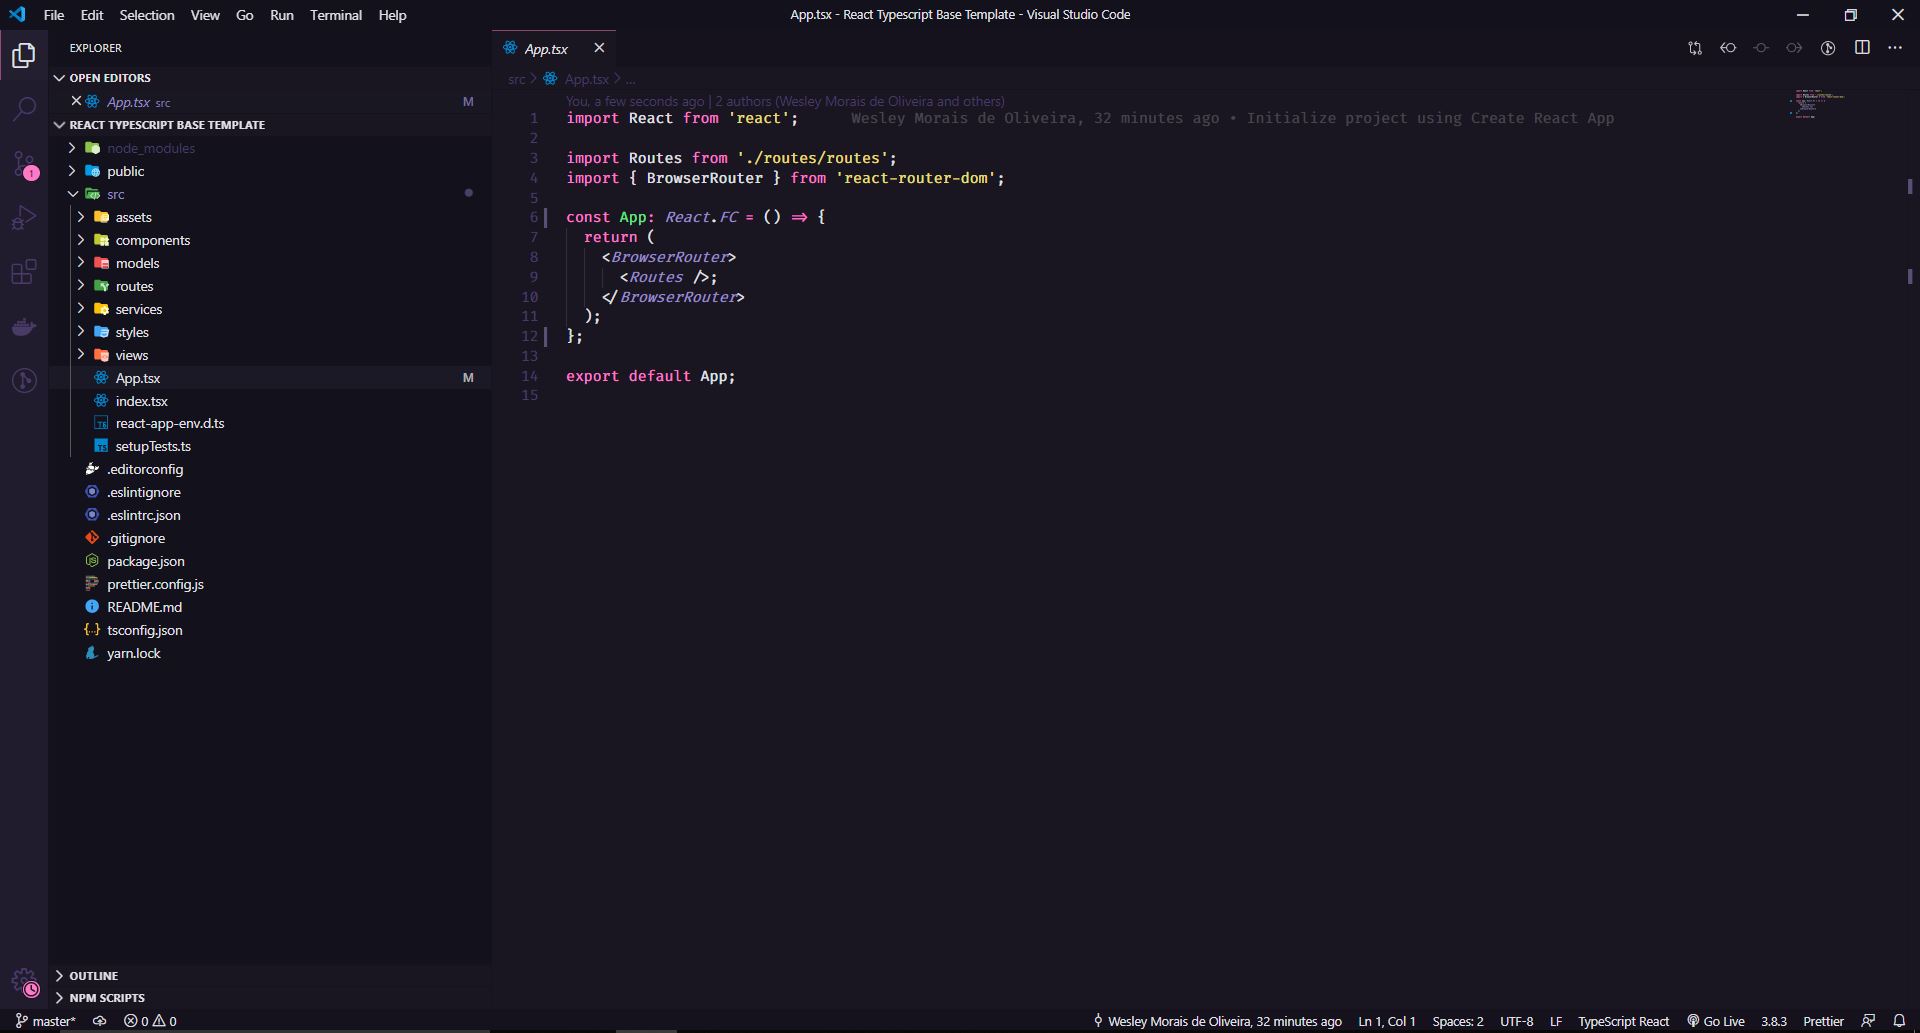 File Edit Selection View Go Run Terminal Help
App.tsx - React Typescript Base Template - Visual Studio Code
EXPLORER
OPEN EDITORS
App.tsx src M
REACT TYPESCRIPT BASE TEMPLATE
node_modules
public
src
assets
components
models
routes
services
styles
views
App.tsx M
index.tsx
react-app-env.d.ts
setupTests.ts
.editorconfig
.eslintignore
.eslintrc.json
.gitignore
package.json
prettier.config.js
README.md
tsconfig.json
yarn.lock
OUTLINE
NPM SCRIPTS
1
App.tsx
src > App.tsx > ...
You, a few seconds ago | 2 authors (Wesley Morais de Oliveira and others)
1 import React from 'react'; Wesley Morais de Oliveira, 32 minutes ago • Initialize project using Create React App
2
3 import Routes from './routes/routes';
4 import { BrowserRouter } from 'react-router-dom';
5
6 const App: React.FC = () => {
7 return (
8 <BrowserRouter>
9 <Routes />;
10 </BrowserRouter>
11 );
12 };
13
14 export default App;
15
master* 0 0
Wesley Morais de Oliveira, 32 minutes ago Ln 1, Col 1 Spaces: 2 UTF-8 LF TypeScript React Go Live 3.8.3 Prettier